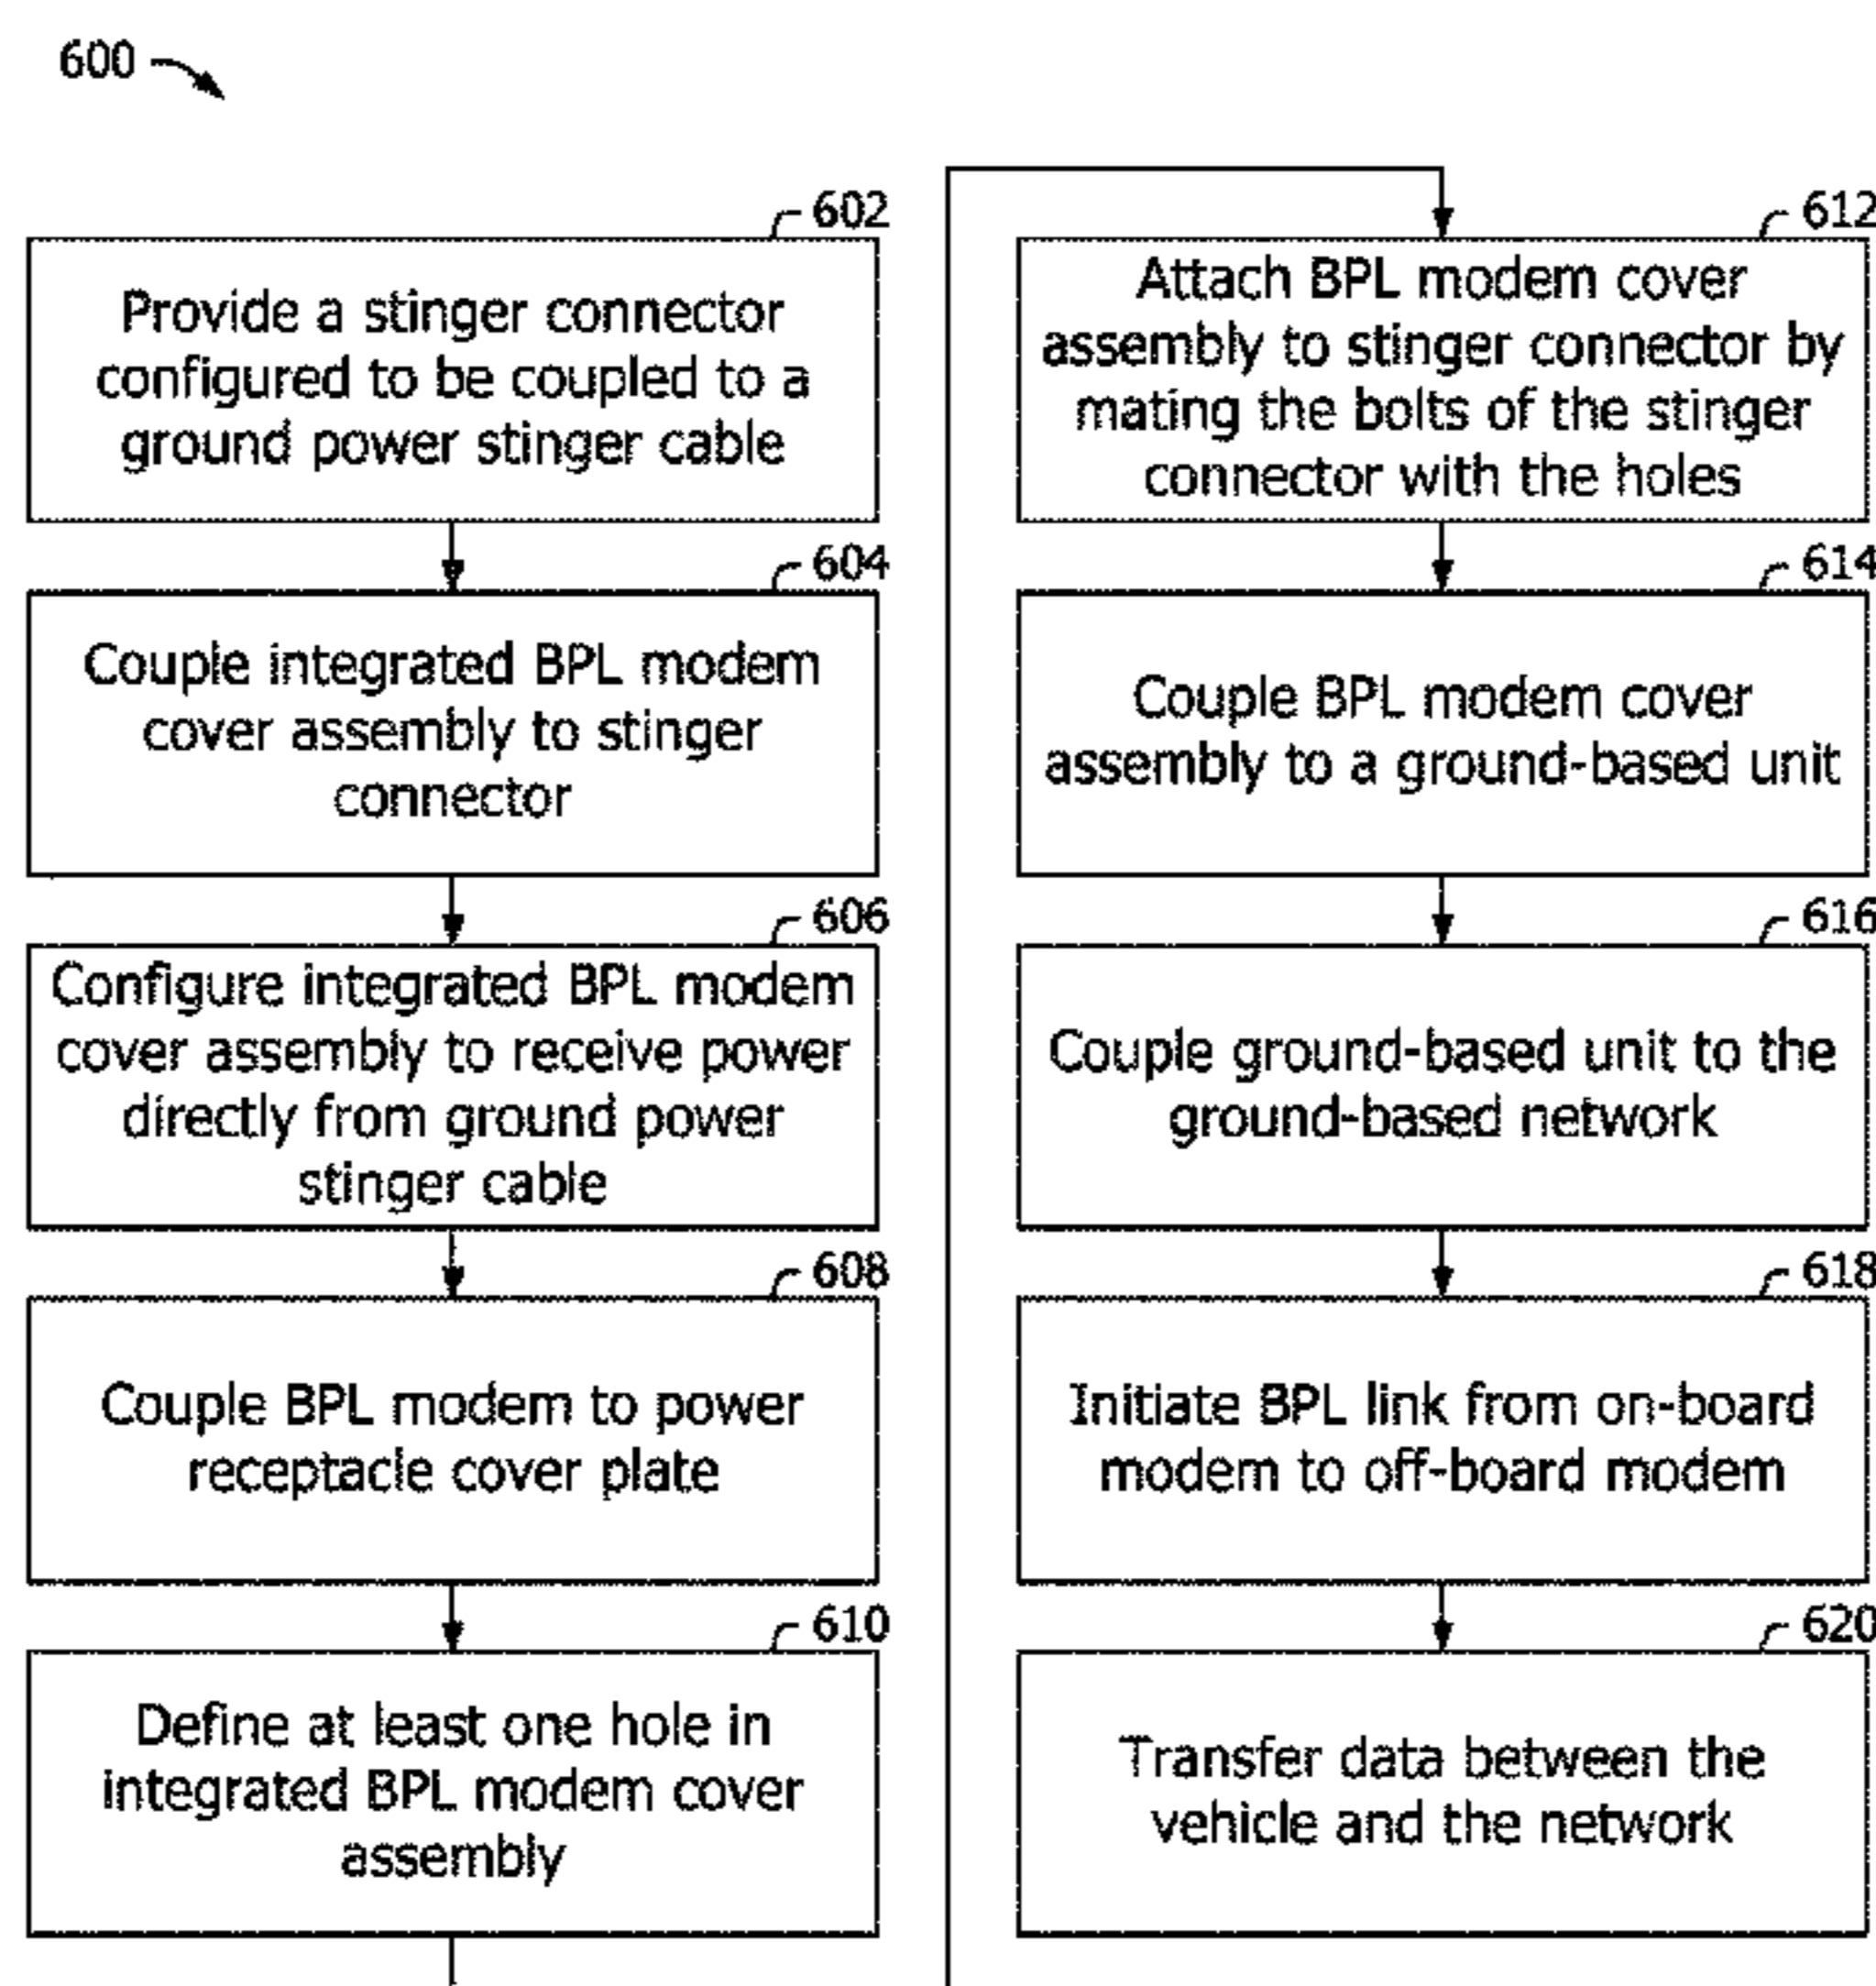 600
602
Provide a stinger connector
configured to be coupled to a
ground power stinger cable
604
Couple integrated BPL modem
cover assembly to stinger
connector
606
Configure integrated BPL modem
cover assembly to receive power
directly from ground power
stinger cable
608
Couple BPL modem to power
receptacle cover plate
610
Define at least one hole in
integrated BPL modem cover
assembly
612
Attach BPL modem cover
assembly to stinger connector by
mating the bolts of the stinger
connector with the holes
614
Couple BPL modem cover
assembly to a ground-based unit
616
Couple ground-based unit to the
ground-based network
618
Initiate BPL link from on-board
modem to off-board modem
620
Transfer data between the
vehicle and the network